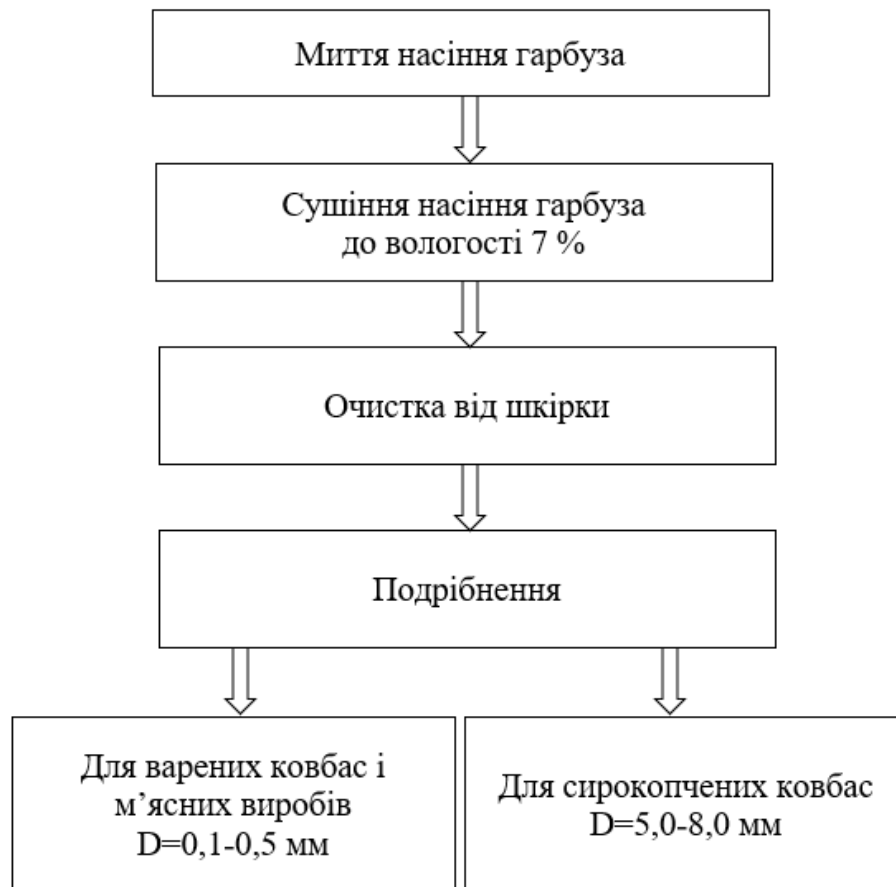 Миття насіння гарбуза
Сушіння насіння гарбуза
до вологості 7 %
Очистка від шкірки
Подрібнення
Для варених ковбас і
м’ясних виробів
D=0,1-0,5 мм
Для сирокопчених ковбас
D=5,0-8,0 мм